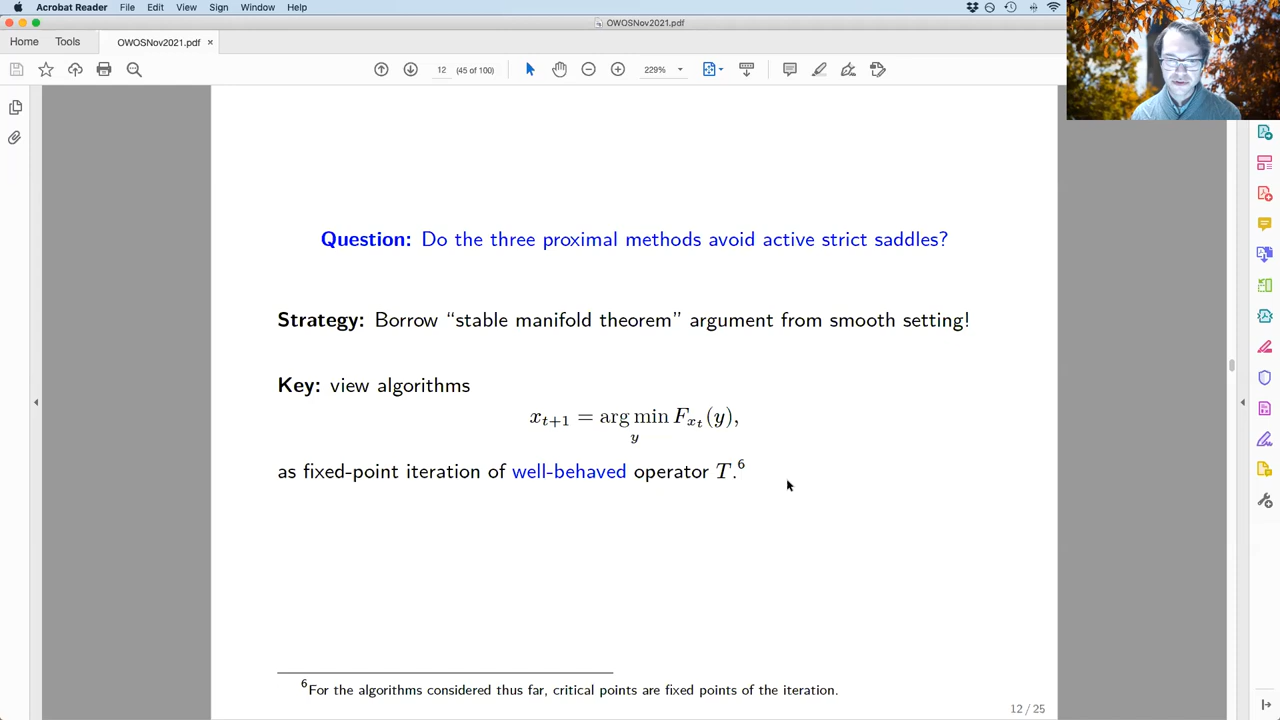 Acrobat Reader File Edit View Sign Window Help
OWOSNov2021.pdf
Home Tools OWOSNov2021.pdf ×
12 (45 of 100) 229%
Question: Do the three proximal methods avoid active strict saddles?
Strategy: Borrow “stable manifold theorem” argument from smooth setting!
Key: view algorithms
x_{t+1} = arg min_y F_{x_t}(y),
as fixed-point iteration of well-behaved operator T.⁶
⁶For the algorithms considered thus far, critical points are fixed points of the iteration.
12 / 25